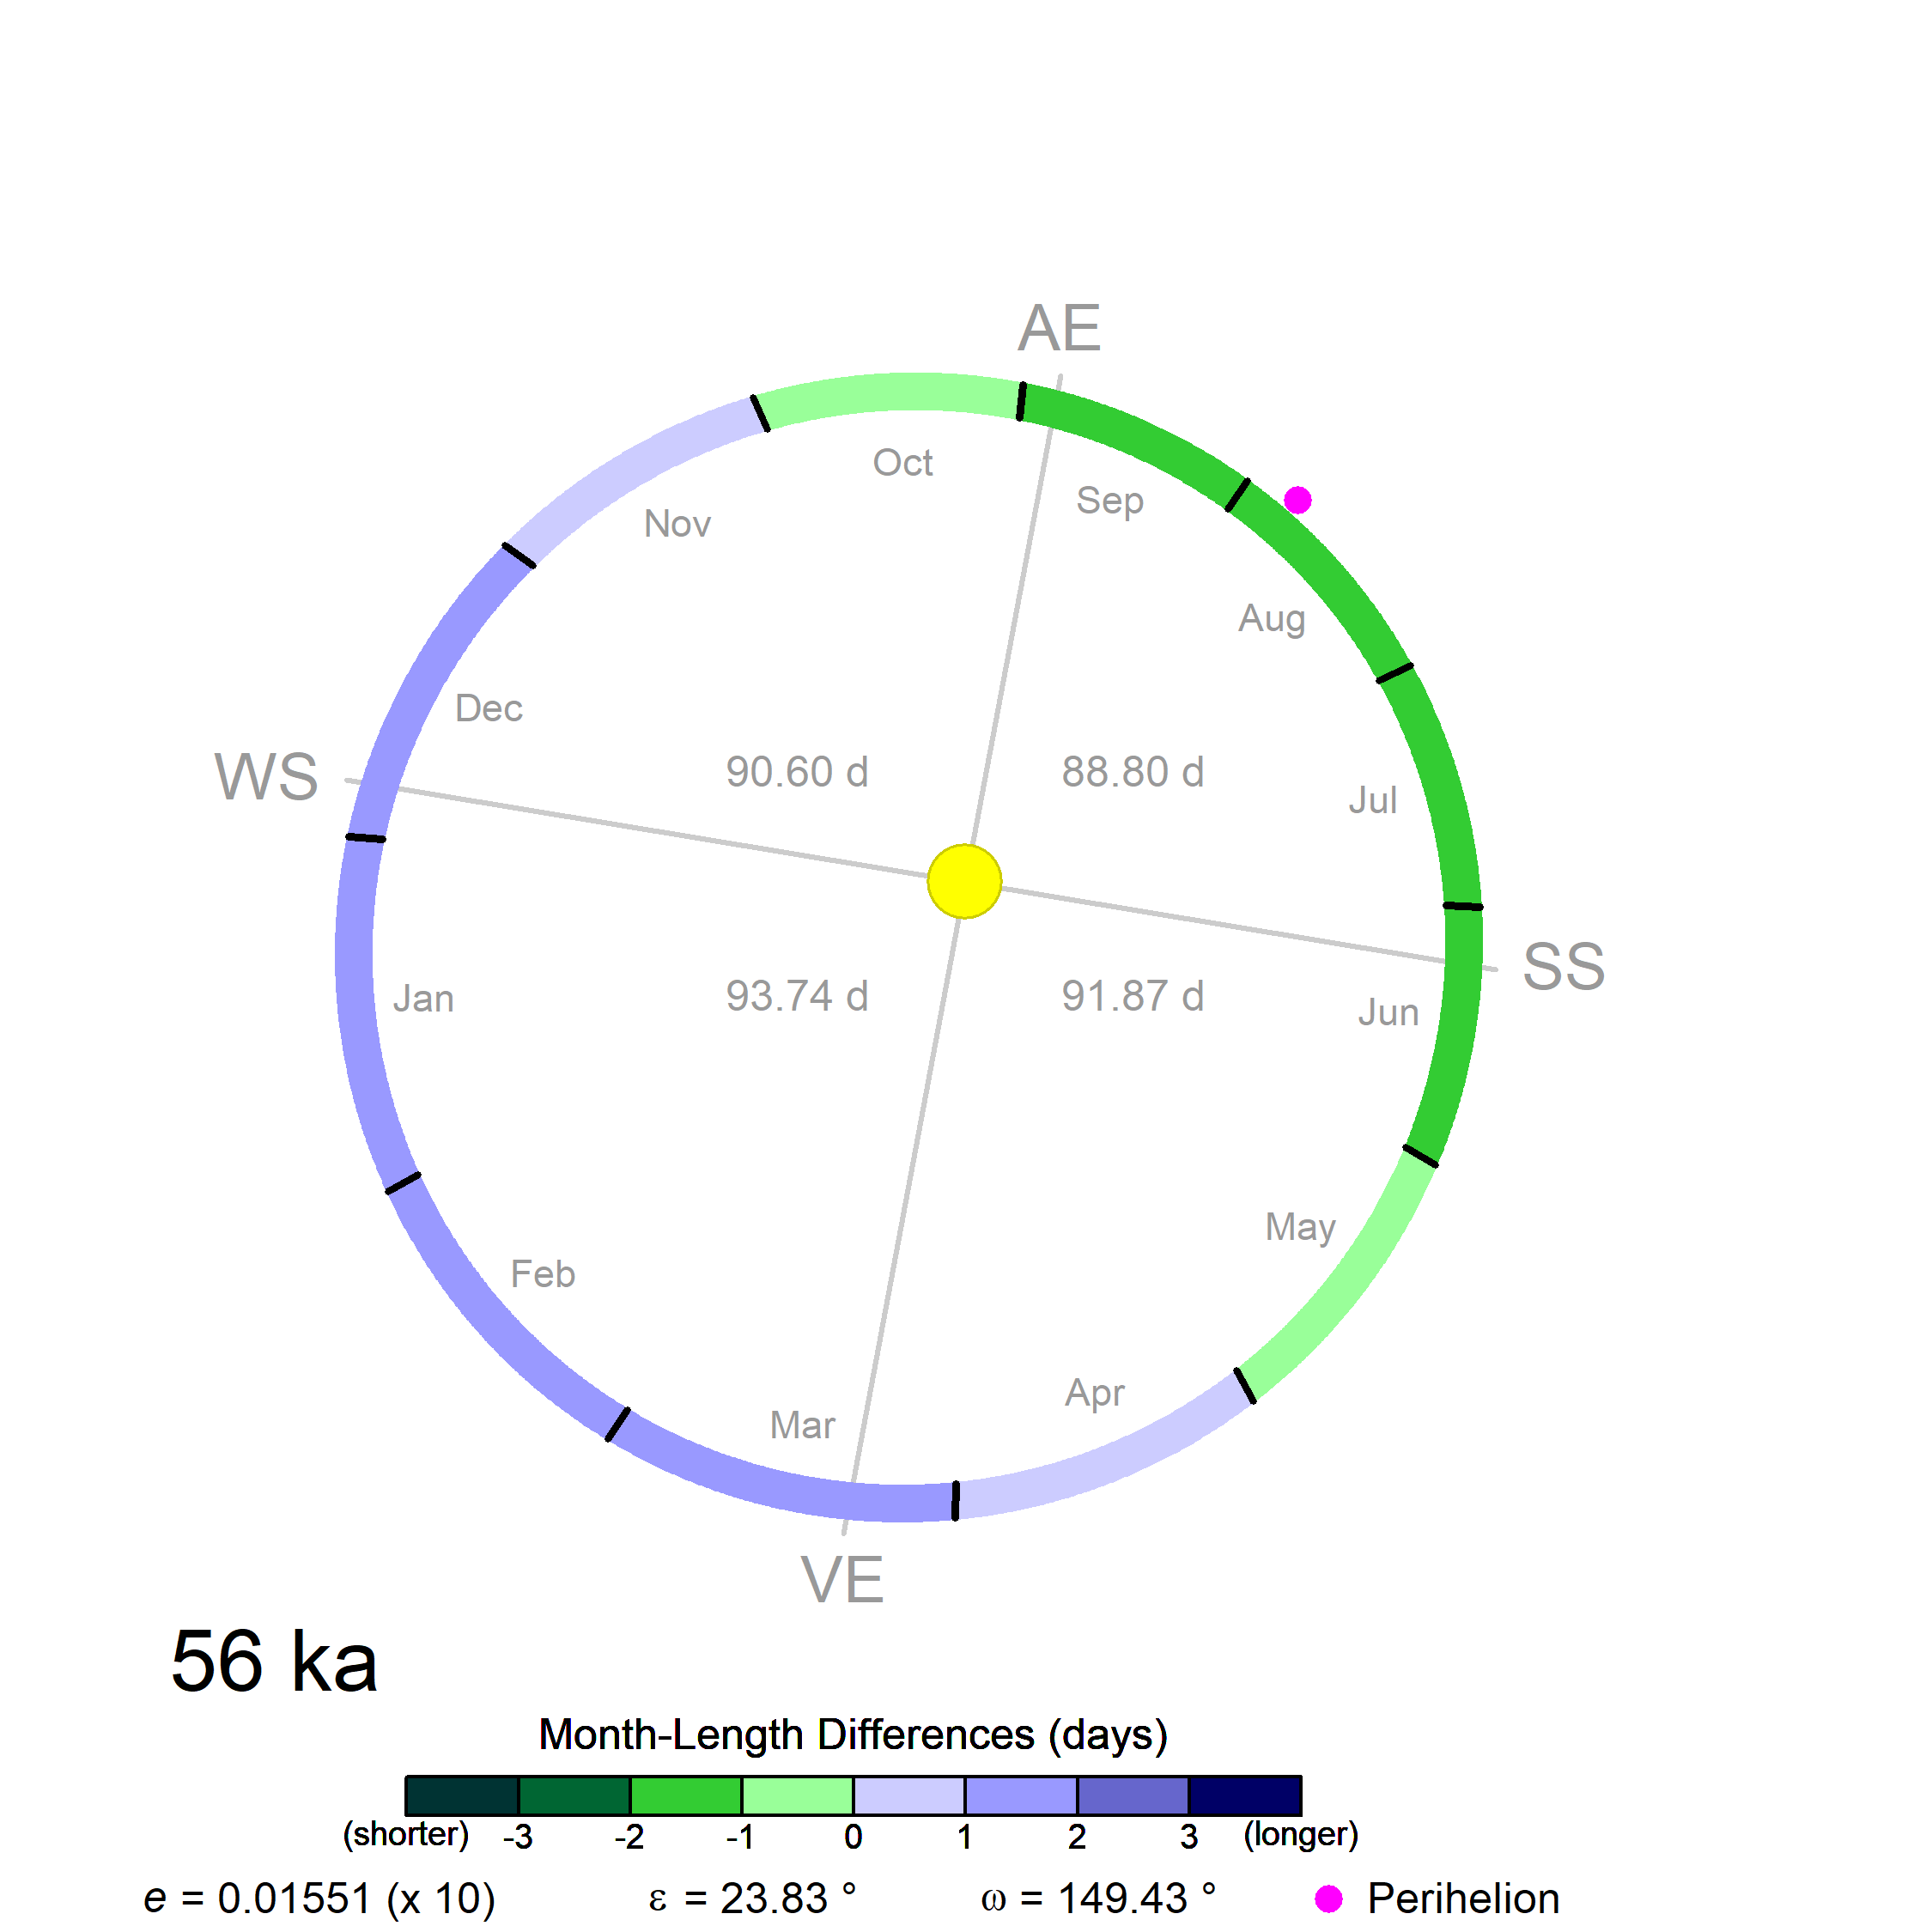 AE
Oct
Sep
Nov
Aug
Dec
WS
90.60 d
88.80 d
Jul
SS
Jan
93.74 d
91.87 d
Jun
Feb
May
Mar
Apr
VE
56 ka
Month-Length Differences (days)
(shorter) -3 -2 -1 0 1 2 3 (longer)
e = 0.01551 (x 10) ε = 23.83 ° ω = 149.43 ° Perihelion